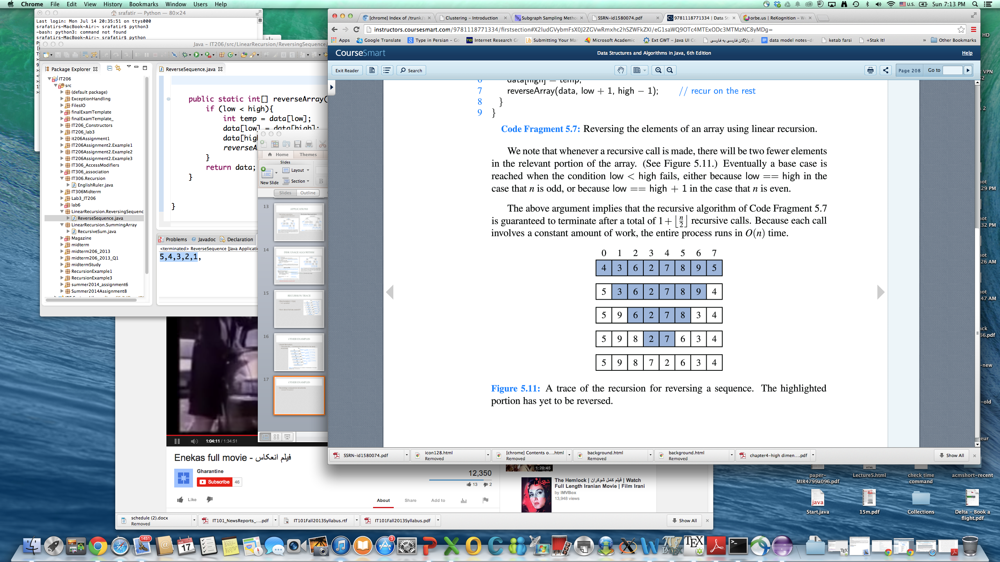 Chrome File Edit View History Bookmarks Window Users Help
U.S. Sun 7:13 PM
srafatir — Python — 80×24
Last login: Mon Jul 14 20:35:51 on ttys000
srafatirs-MacBook-Air:~ srafatir$ python3
-bash: python3: command not found
srafatirs-MacBook-Air:~ srafatir$ python
Java - IT206/src/LinearRecursion/ReversingSequence/
Package Explorer
IT206
src
(default package)
ExceptionHandling
FilesIO
finalExamTemplate
finalExamTemplate_
IT206_Constructors
IT206_lab3
it206Assignment1
IT206Assignment2.Example1
IT206Assignment2.Example2
IT206Assignment2.Example3
IT306_AccessModifiers
IT306_association
IT306.Recursion
EnglishRuler.java
IT306Midterm
Lab3_IT206
lab6
LinearRecursion.ReversingSequenc
ReverseSequence.java
LinearRecursion.SummingArray
RecursiveSum.java
Magazine
midterm
midterm206_2013
midterm206_2013_Q1
midtermStudy
RecursionExample1
RecursionExample3
summer2014_assignment6
Summer2014Assignment8
ReverseSequence.java
public static int[] reverseArray(
if (low < high){
int temp = data[low];
data[low] = data[high];
data[hig
reverseA
}
return data;
}
}
Problems @ Javadoc Declaration
<terminated> ReverseSequence [Java Applicati
5,4,3,2,1,
Home Themes
Slides
New Slide
Layout
Section
B
Slides Outline
13
APPLICATIONS
14
DISK USAGE ALGORITHM
15
RECURSION TRACE
16
OTHER EXAMPLES
17
OTHER EXAMPLES
[chrome] Index of /trunk/s
Clustering - Introduction
Subgraph Sampling Metho
SSRN-id1580074.pdf
CS 9781118771334 | Data St
orbe.us | ReKognition - We
instructors.coursesmart.com/9781118771334/firstsection#X2ludGVybmFsX0J2ZGVwRmxhc2hSZWFkZXI/eG1saWQ9OTc4MTExODc3MTMzNC8yMDg=
Apps Google Translate Type in Persian - Go Internet Research Gr Submitting Your Ma Microsoft Academic Ext GWT - Java UI Co تک واژگان فارسی به فارسی data model notes-d ketab farsi +Stak It! » Other Bookmarks
CourseSmart
Data Structures and Algorithms in Java, 6th Edition
Help
Exit Reader
Search
Page 208 Go to
6 data[high] = temp;
7 reverseArray(data, low + 1, high − 1); // recur on the rest
8 }
9 }
Code Fragment 5.7: Reversing the elements of an array using linear recursion.
We note that whenever a recursive call is made, there will be two fewer elements
in the relevant portion of the array. (See Figure 5.11.) Eventually a base case is
reached when the condition low < high fails, either because low == high in the
case that n is odd, or because low == high + 1 in the case that n is even.
The above argument implies that the recursive algorithm of Code Fragment 5.7
is guaranteed to terminate after a total of 1+⌊n/2⌋ recursive calls. Because each call
involves a constant amount of work, the entire process runs in O(n) time.
0 1 2 3 4 5 6 7
4 3 6 2 7 8 9 5
5 3 6 2 7 8 9 4
5 9 6 2 7 8 3 4
5 9 8 2 7 6 3 4
5 9 8 7 2 6 3 4
Figure 5.11: A trace of the recursion for reversing a sequence. The highlighted
portion has yet to be reversed.
SSRN-id1580074.pdf
icon128.html
Removed
[chrome] Contents o....html
Removed
background.html
Removed
background.html
Removed
chapter4-high dimen....pdf
Show All
1:04:11 / 1:34:51
Enekas full movie - فیلم انعکاس
Gharantine
Subscribe 46
12,350
13 2
Like
About Share Add to
1:20:45
The Hemlock | فیلم کامل شوکران | Watch
Full Length Iranian Movie | Film Irani
by IMVBox
13,948 views
schedule (2).docx
Removed
IT101_NewsReports_....pdf
IT101Fall2013Syllabus.rtf
IT101Fall2013Syllabus.pdf
Show All
HD
VPN
29 PM
32 PM
26 AM
47 AM
66.pdf
-new
-old
paper-
MIR4799a096.pdf
HTML
Lecture5.html
check time
command
acmshort-recent
java
Start.java
15m.pdf
Collections
Delta - Book a
flight.pdf
1451
AUG
17
3
TEX